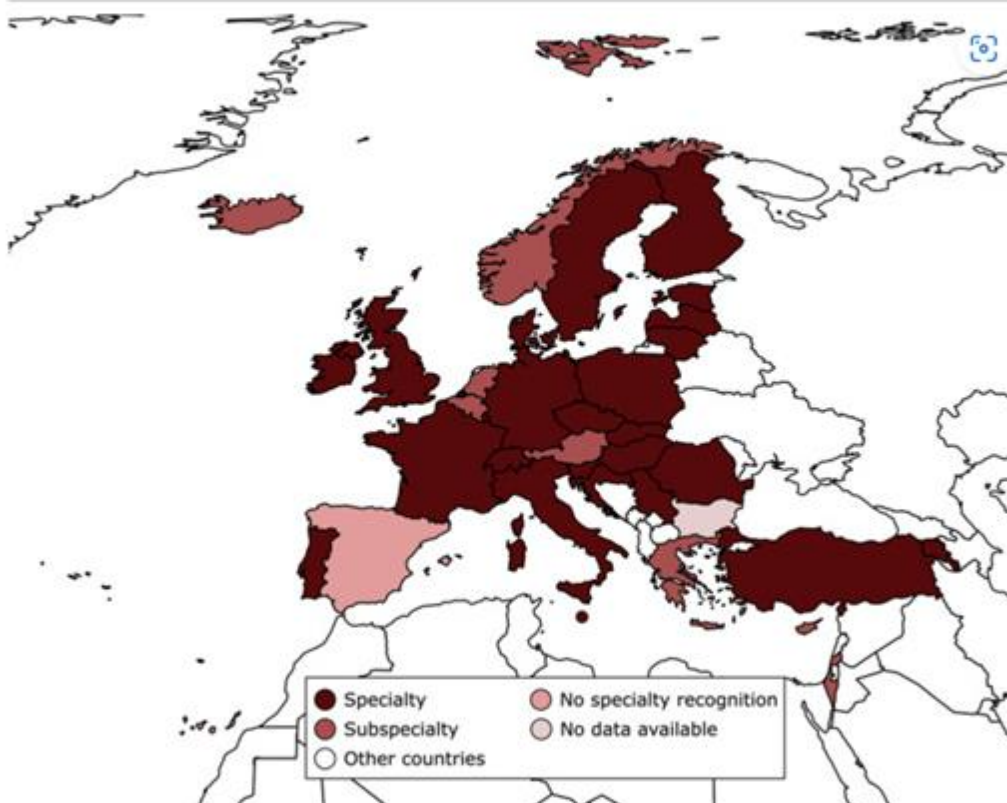 Specialty
Subspecialty
Other countries
No specialty recognition
No data available